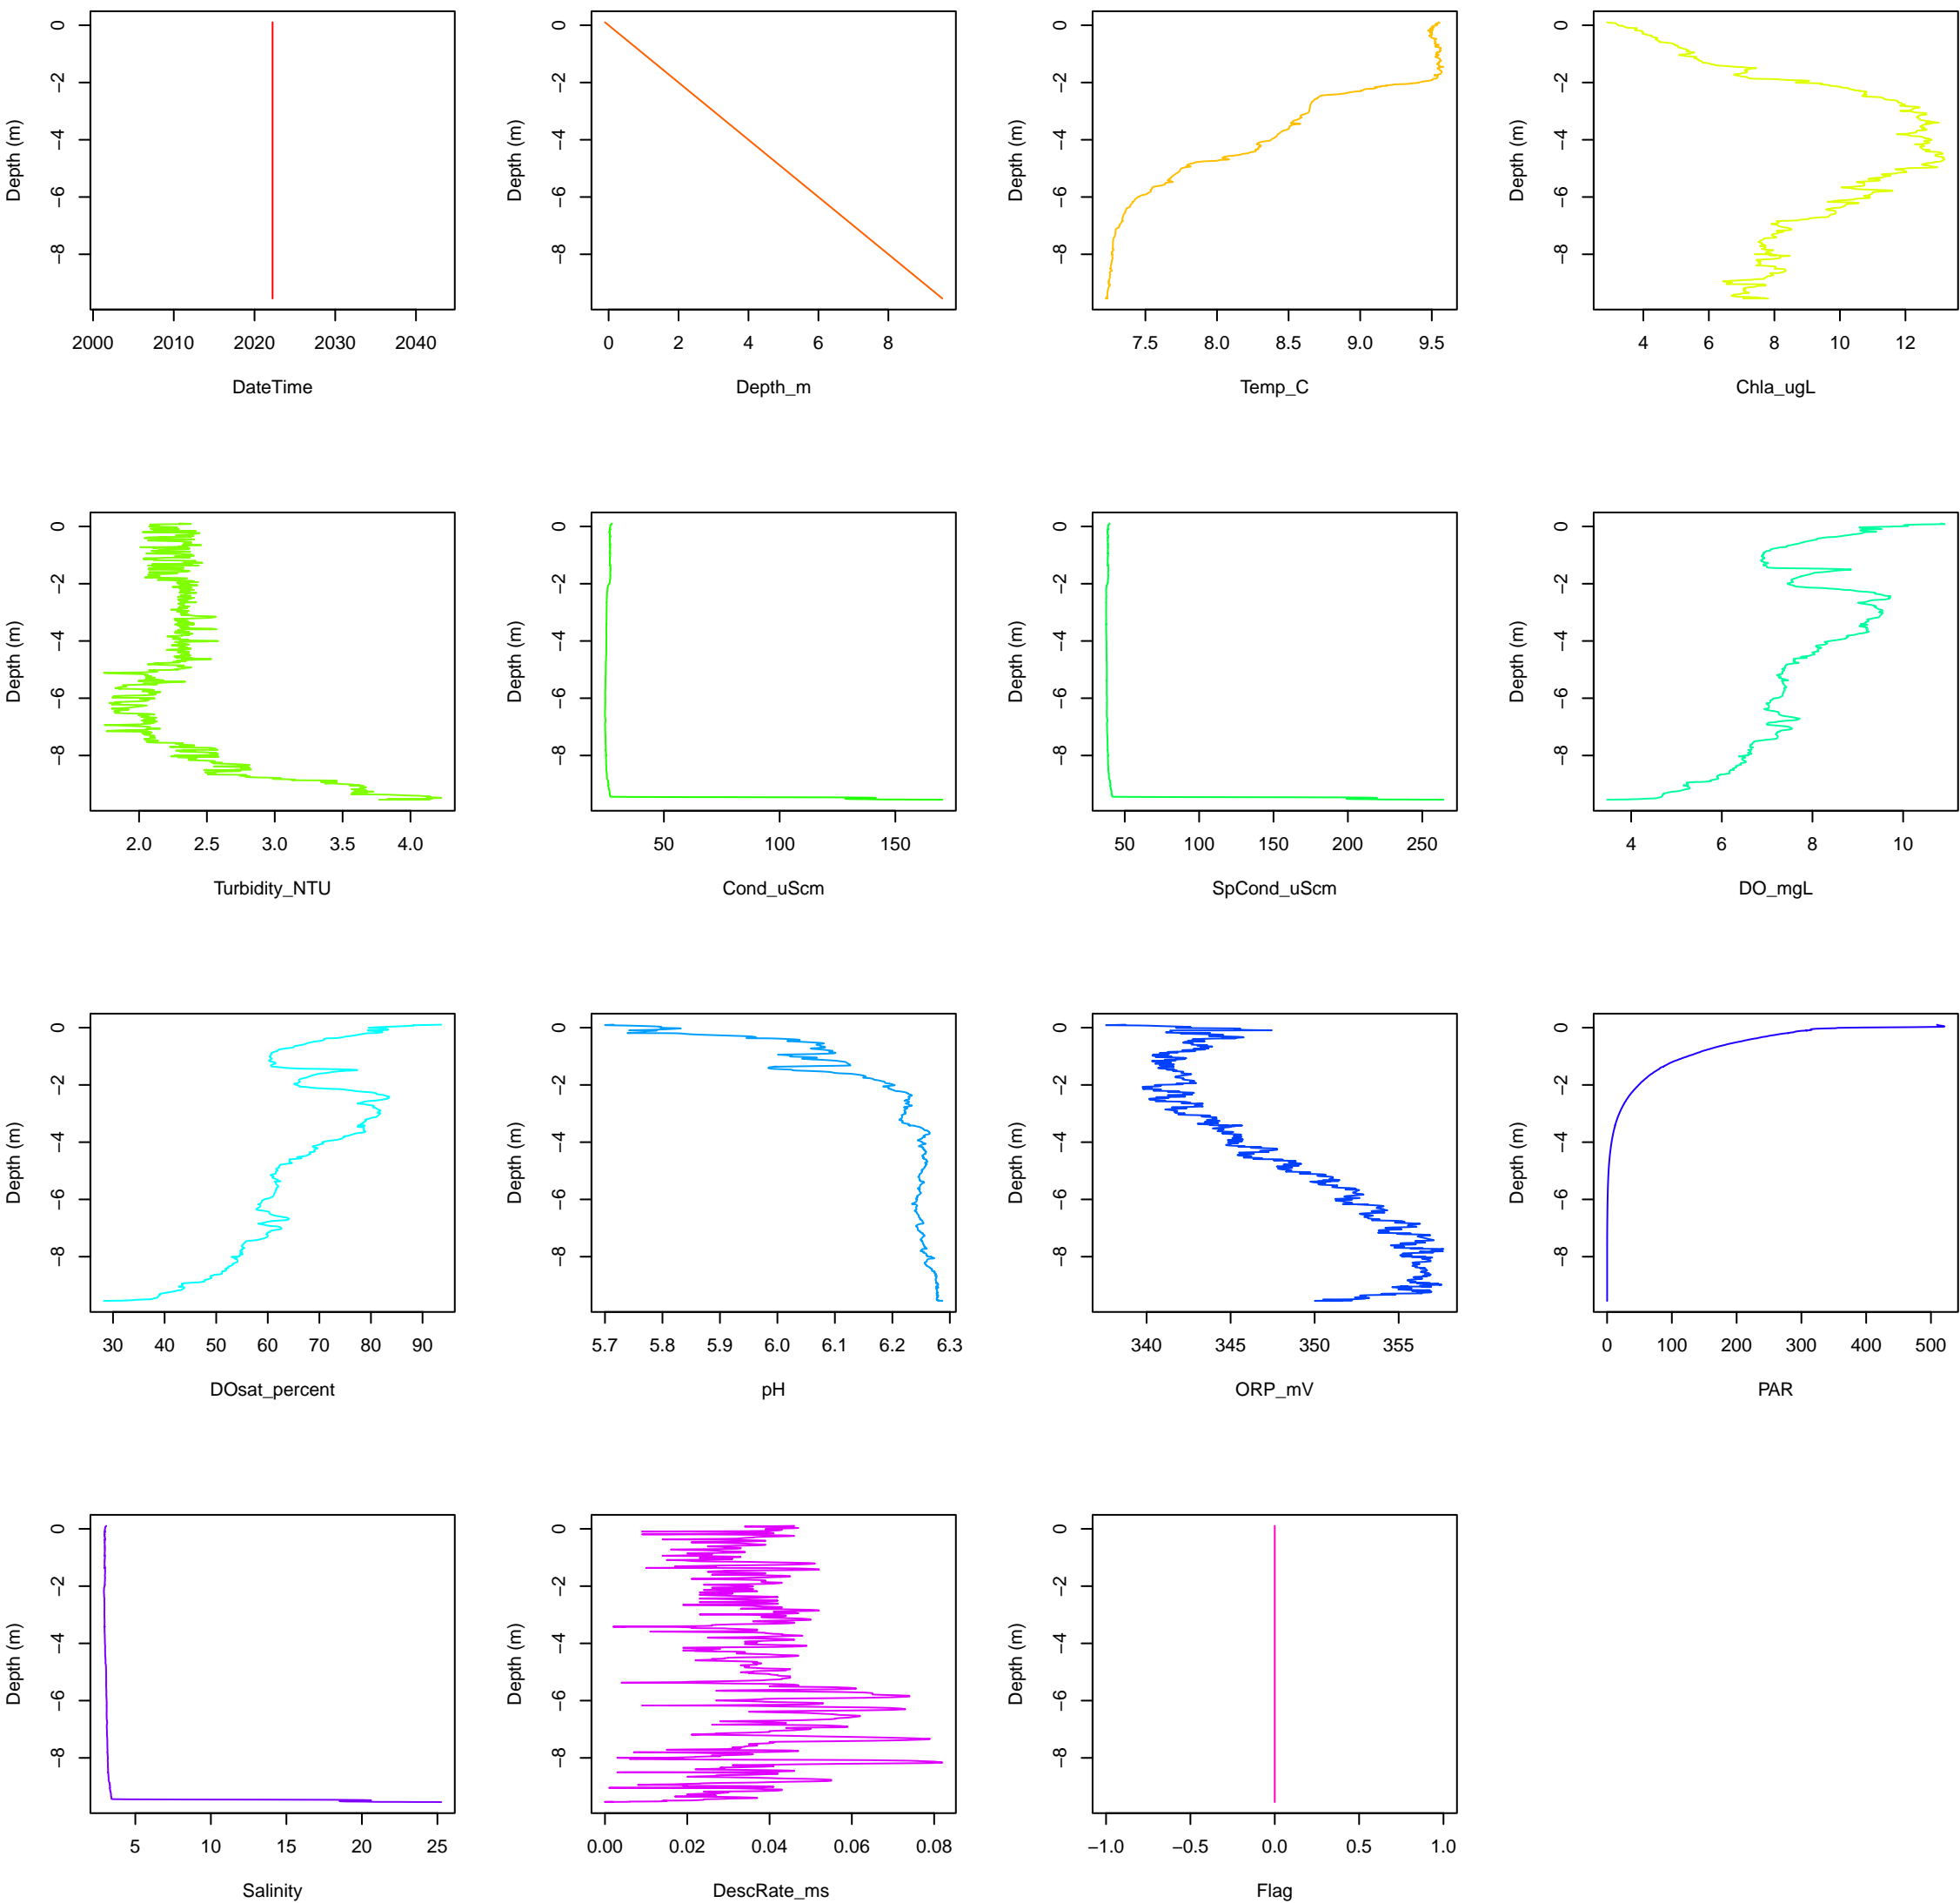 0 0 0 0
−2 −2 −2 −2
−4 −4 −4 −4
−6 −6 −6 −6
−8 −8 −8 −8
Depth (m) Depth (m) Depth (m) Depth (m)
2000 2010 2020 2030 2040 0 2 4 6 8 7.5 8.0 8.5 9.0 9.5 4 6 8 10 12
DateTime Depth_m Temp_C Chla_ugL
0 0 0 0
−2 −2 −2 −2
−4 −4 −4 −4
−6 −6 −6 −6
−8 −8 −8 −8
Depth (m) Depth (m) Depth (m) Depth (m)
2.0 2.5 3.0 3.5 4.0 50 100 150 50 100 150 200 250 4 6 8 10
Turbidity_NTU Cond_uScm SpCond_uScm DO_mgL
0 0 0 0
−2 −2 −2 −2
−4 −4 −4 −4
−6 −6 −6 −6
−8 −8 −8 −8
Depth (m) Depth (m) Depth (m) Depth (m)
30 40 50 60 70 80 90 5.7 5.8 5.9 6.0 6.1 6.2 6.3 340 345 350 355 0 100 200 300 400 500
DOsat_percent pH ORP_mV PAR
0 0 0
−2 −2 −2
−4 −4 −4
−6 −6 −6
−8 −8 −8
Depth (m) Depth (m) Depth (m)
5 10 15 20 25 0.00 0.02 0.04 0.06 0.08 −1.0 −0.5 0.0 0.5 1.0
Salinity DescRate_ms Flag